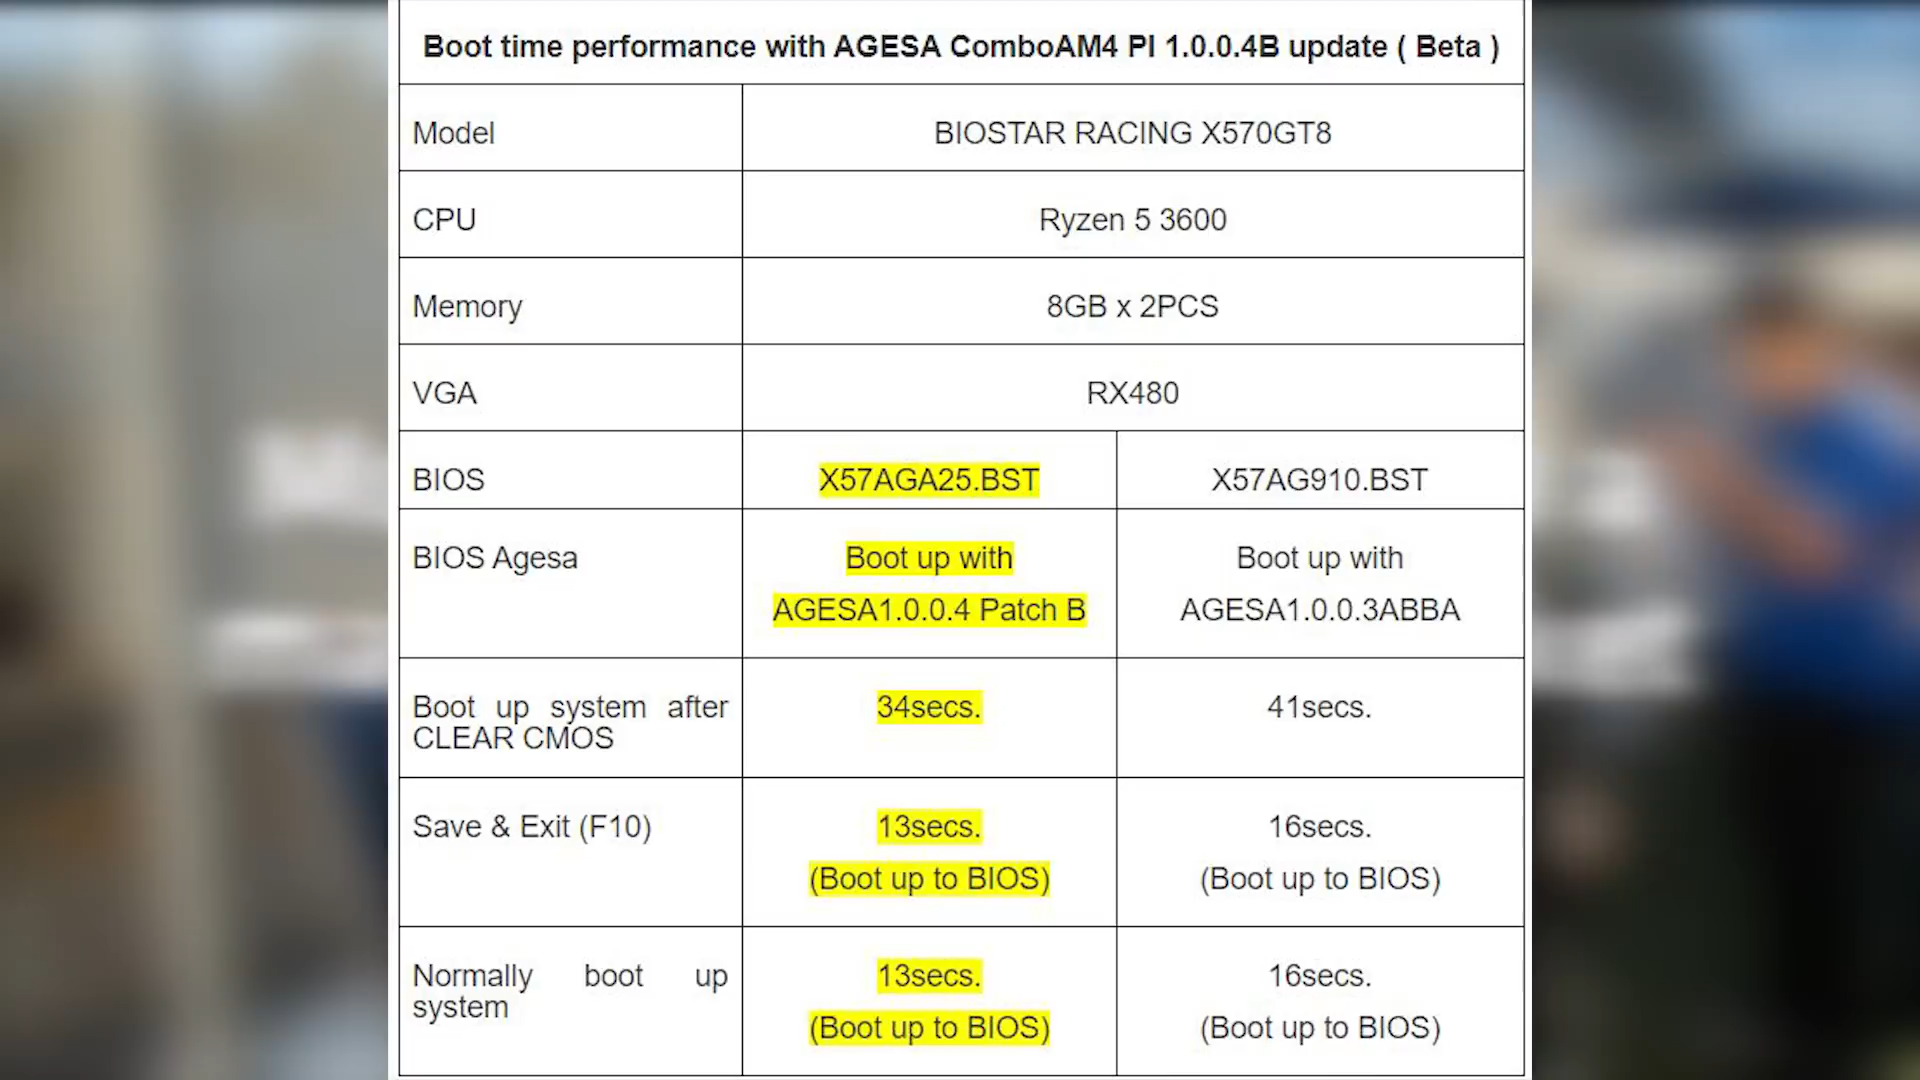 Boot time performance with AGESA ComboAM4 PI 1.0.0.4B update ( Beta )
Model
BIOSTAR RACING X570GT8
CPU
Ryzen 5 3600
Memory
8GB x 2PCS
VGA
RX480
BIOS
X57AGA25.BST
X57AG910.BST
BIOS Agesa
Boot up with
AGESA1.0.0.4 Patch B
Boot up with
AGESA1.0.0.3ABBA
Boot up system after
CLEAR CMOS
34secs.
41secs.
Save & Exit (F10)
13secs.
(Boot up to BIOS)
16secs.
(Boot up to BIOS)
Normally boot up
system
13secs.
(Boot up to BIOS)
16secs.
(Boot up to BIOS)